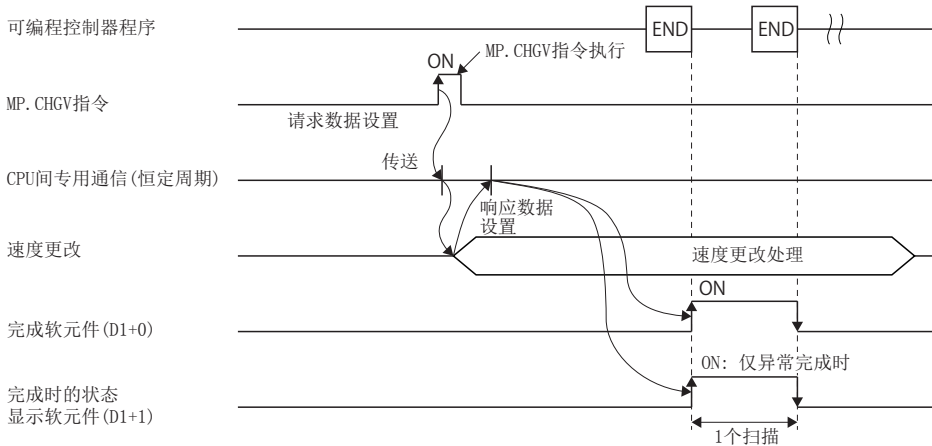 可编程控制器程序
END
END
ON
MP.CHGV指令执行
MP.CHGV指令
请求数据设置
传送
CPU间专用通信(恒定周期)
响应数据
设置
速度更改
速度更改处理
ON
完成软元件(D1+0)
ON: 仅异常完成时
完成时的状态
显示软元件(D1+1)
1个扫描